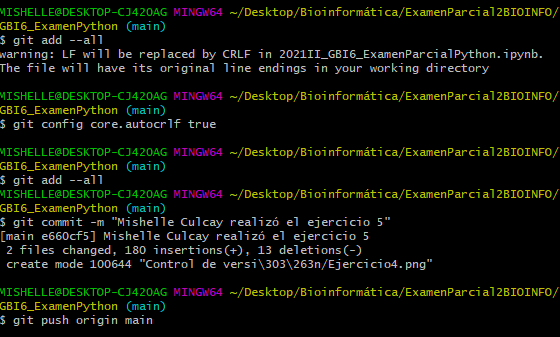 MISHELLE@DESKTOP-CJ42OAG MINGW64 ~/Desktop/Bioinformática/ExamenParcial2BIOINFO/
GBI6_ExamenPython (main)
$ git add --all
warning: LF will be replaced by CRLF in 2021II_GBI6_ExamenParcialPython.ipynb.
The file will have its original line endings in your working directory
MISHELLE@DESKTOP-CJ42OAG MINGW64 ~/Desktop/Bioinformática/ExamenParcial2BIOINFO/
GBI6_ExamenPython (main)
$ git config core.autocrlf true
MISHELLE@DESKTOP-CJ42OAG MINGW64 ~/Desktop/Bioinformática/ExamenParcial2BIOINFO/
GBI6_ExamenPython (main)
$ git add --all
MISHELLE@DESKTOP-CJ42OAG MINGW64 ~/Desktop/Bioinformática/ExamenParcial2BIOINFO/
GBI6_ExamenPython (main)
$ git commit -m "Mishelle Culcay realizó el ejercicio 5"
[main e660cf5] Mishelle Culcay realizó el ejercicio 5
2 files changed, 180 insertions(+), 13 deletions(-)
create mode 100644 "Control de versi\303\263n/Ejercicio4.png"
MISHELLE@DESKTOP-CJ42OAG MINGW64 ~/Desktop/Bioinformática/ExamenParcial2BIOINFO/
GBI6_ExamenPython (main)
$ git push origin main